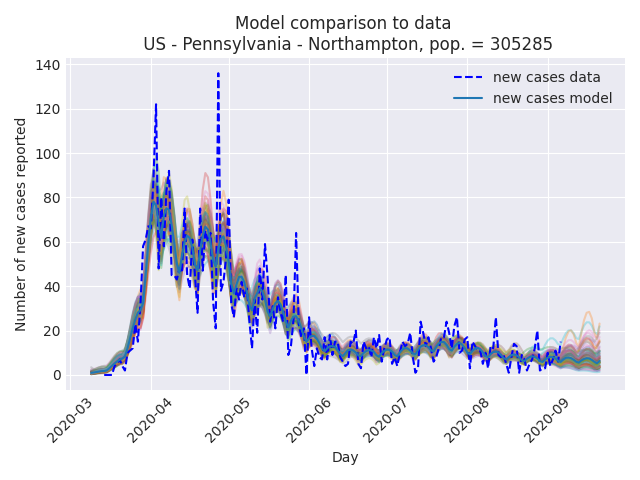 Model comparison to data
US - Pennsylvania - Northampton, pop. = 305285
new cases data
new cases model
Number of new cases reported
140
120
100
80
60
40
20
0
2020-03
2020-04
2020-05
2020-06
2020-07
2020-08
2020-09
Day